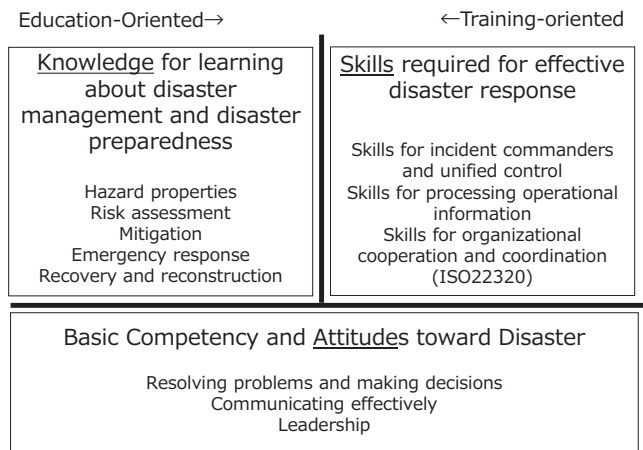 Education-Oriented→
←Training-oriented
Knowledge for learning
about disaster
management and disaster
preparedness
Hazard properties
Risk assessment
Mitigation
Emergency response
Recovery and reconstruction
Skills required for effective
disaster response
Skills for incident commanders
and unified control
Skills for processing operational
information
Skills for organizational
cooperation and coordination
(ISO22320)
Basic Competency and Attitudes toward Disaster
Resolving problems and making decisions
Communicating effectively
Leadership